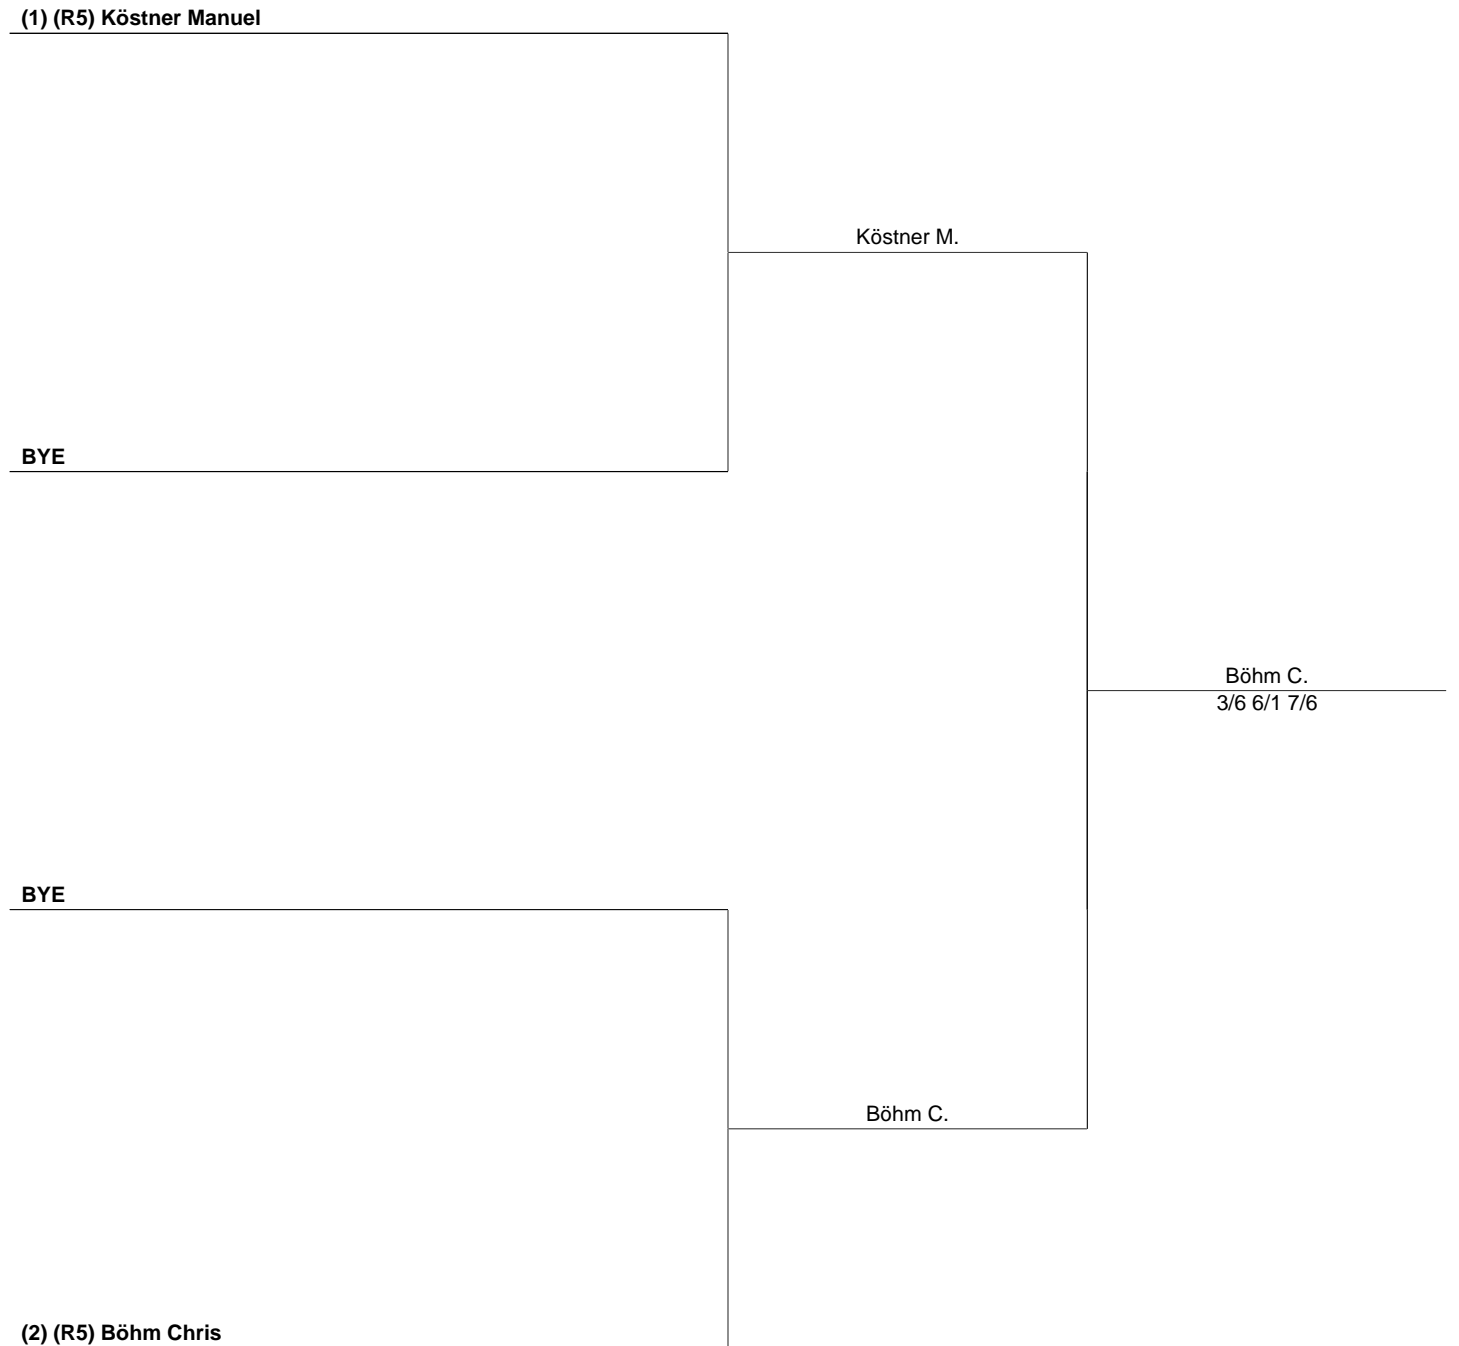 (1) (R5) Köstner Manuel
Köstner M.
BYE
Böhm C.
3/6 6/1 7/6
BYE
Böhm C.
(2) (R5) Böhm Chris